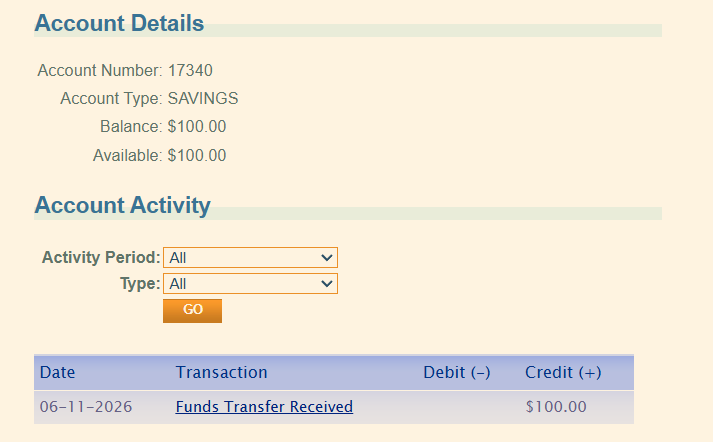 Account Details
Account Number: 17340
Account Type: SAVINGS
Balance: $100.00
Available: $100.00
Account Activity
Activity Period: All
Type: All
GO
Date Transaction Debit (-) Credit (+)
06-11-2026 Funds Transfer Received $100.00